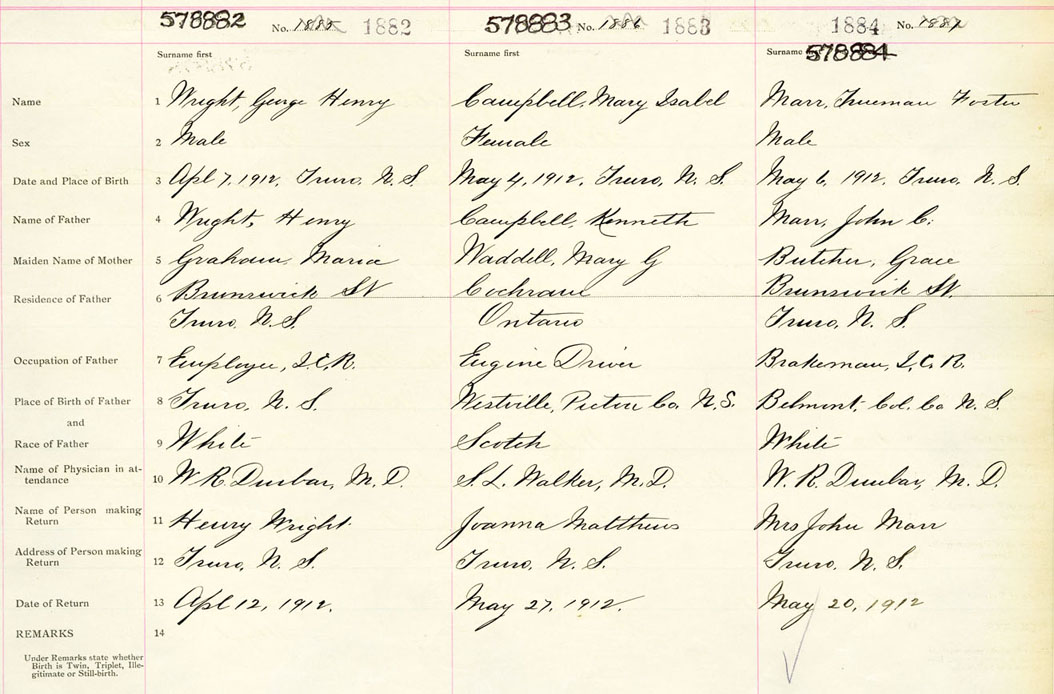 578882 No. 1882 578883 No. 1886 1883 1884 No. 1887
Surname first Surname first Surname 578884
Name 1 Wright, George Henry Campbell, Mary Isabel Marr, Trueman Foster
Sex 2 Male Female Male
Date and Place of Birth 3 Apl 7, 1912, Truro, N.S. May 4, 1912, Truro, N.S. May 6, 1912, Truro, N.S.
Name of Father 4 Wright, Henry Campbell, Kenneth Marr, John C.
Maiden Name of Mother 5 Graham, Maria Waddell, Mary G Butcher, Grace
Residence of Father 6 Brunswick St Cochrane Brunswick St.
Truro, N.S. Ontario Truro, N.S.
Occupation of Father 7 Employee, I.C.R. Engine Driver Brakeman, I.C.R.
Place of Birth of Father 8 Truro, N.S. Westville, Pictou Co. N.S. Belmont, Col. Co N.S.
and
Race of Father 9 White Scotch White
Name of Physician in at-
tendance 10 W.R. Dunbar, M.D. S.L. Walker, M.D. W.R. Dunbar, M.D.
Name of Person making
Return 11 Henry Wright. Joanna Matthews Mrs John Marr
Address of Person making
Return 12 Truro, N.S. Truro, N.S. Truro, N.S.
Date of Return 13 Apl 12, 1912. May 27, 1912. May 20, 1912
REMARKS 14
Under Remarks state whether
Birth is Twin, Triplet, Ille-
gitimate or Still-birth.